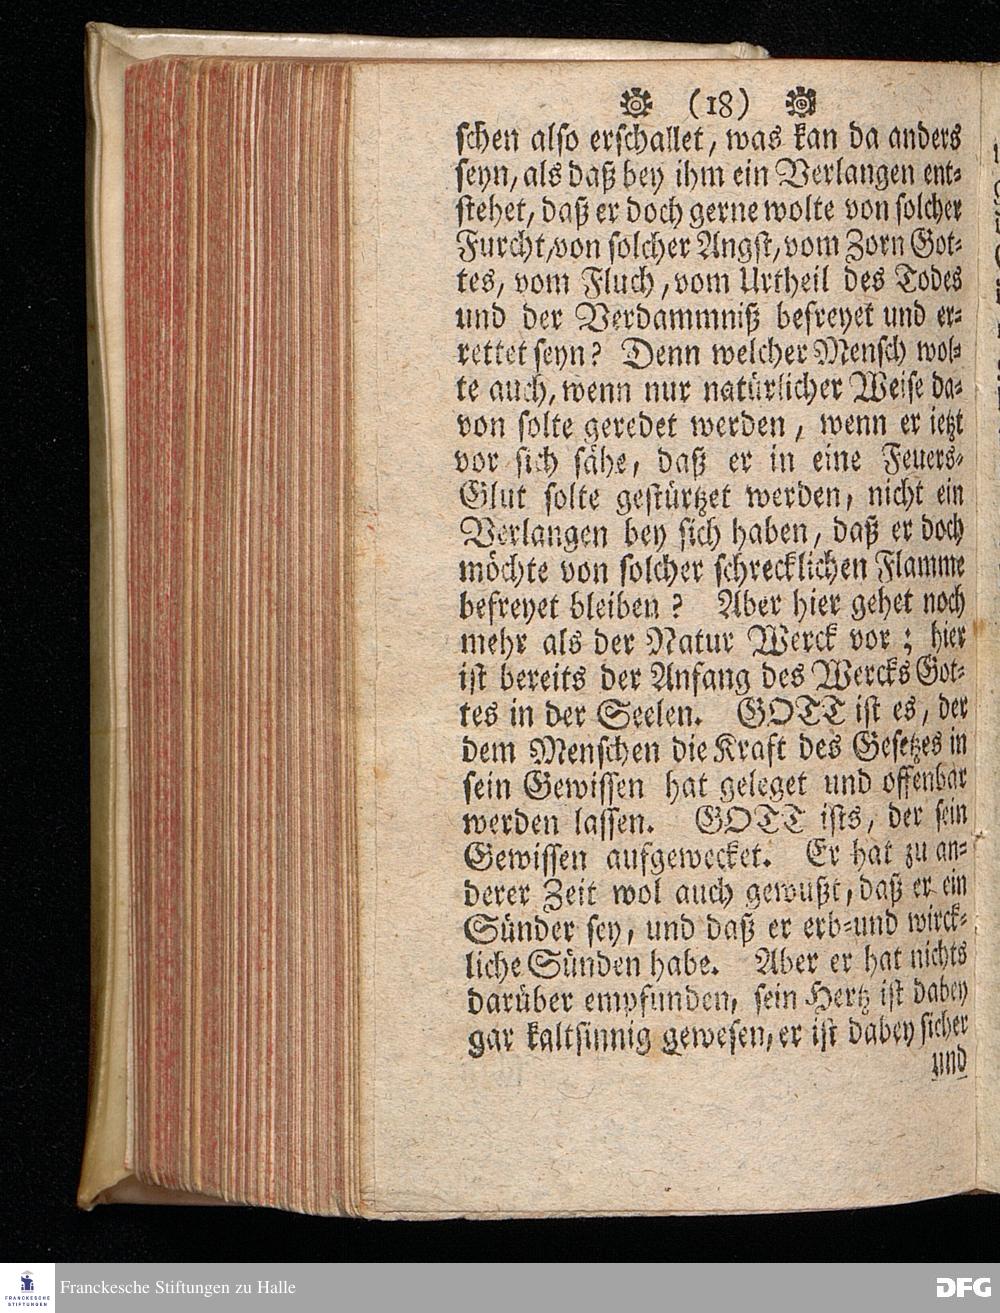 (18)
schen also erschallet, was kan da anders
seyn, als daß bey ihm ein Verlangen ent-
stehet, daß er doch gerne wolte von solcher
Furcht, von solcher Angst, vom Zorn Got-
tes, vom Fluch, vom Urtheil des Todes
und der Verdammniß befreyet und er-
rettet seyn? Denn welcher Mensch wol-
te auch, wenn nur natürlicher Weise da-
von solte geredet werden, wenn er ietzt
vor sich sähe, daß er in eine Feuers-
Glut solte gestürtzet werden, nicht ein
Verlangen bey sich haben, daß er doch
möchte von solcher schrecklichen Flamme
befreyet bleiben? Aber hier gehet noch
mehr als der Natur Werck vor; hier
ist bereits der Anfang des Wercks Got-
tes in der Seelen. GOTT ist es, der
dem Menschen die Kraft des Gesetzes in
sein Gewissen hat geleget und offenbar
werden lassen. GOTT ists, der sein
Gewissen aufgewecket. Er hat zu an-
derer Zeit wol auch gewußt, daß er ein
Sünder sey, und daß er erb-und wirck-
liche Sünden habe. Aber er hat nichts
darüber empfunden, sein Hertz ist dabey
gar kaltsinnig gewesen, er ist dabey sicher
und
FRANCKESCHE
STIFTUNGEN
Franckesche Stiftungen zu Halle
DFG